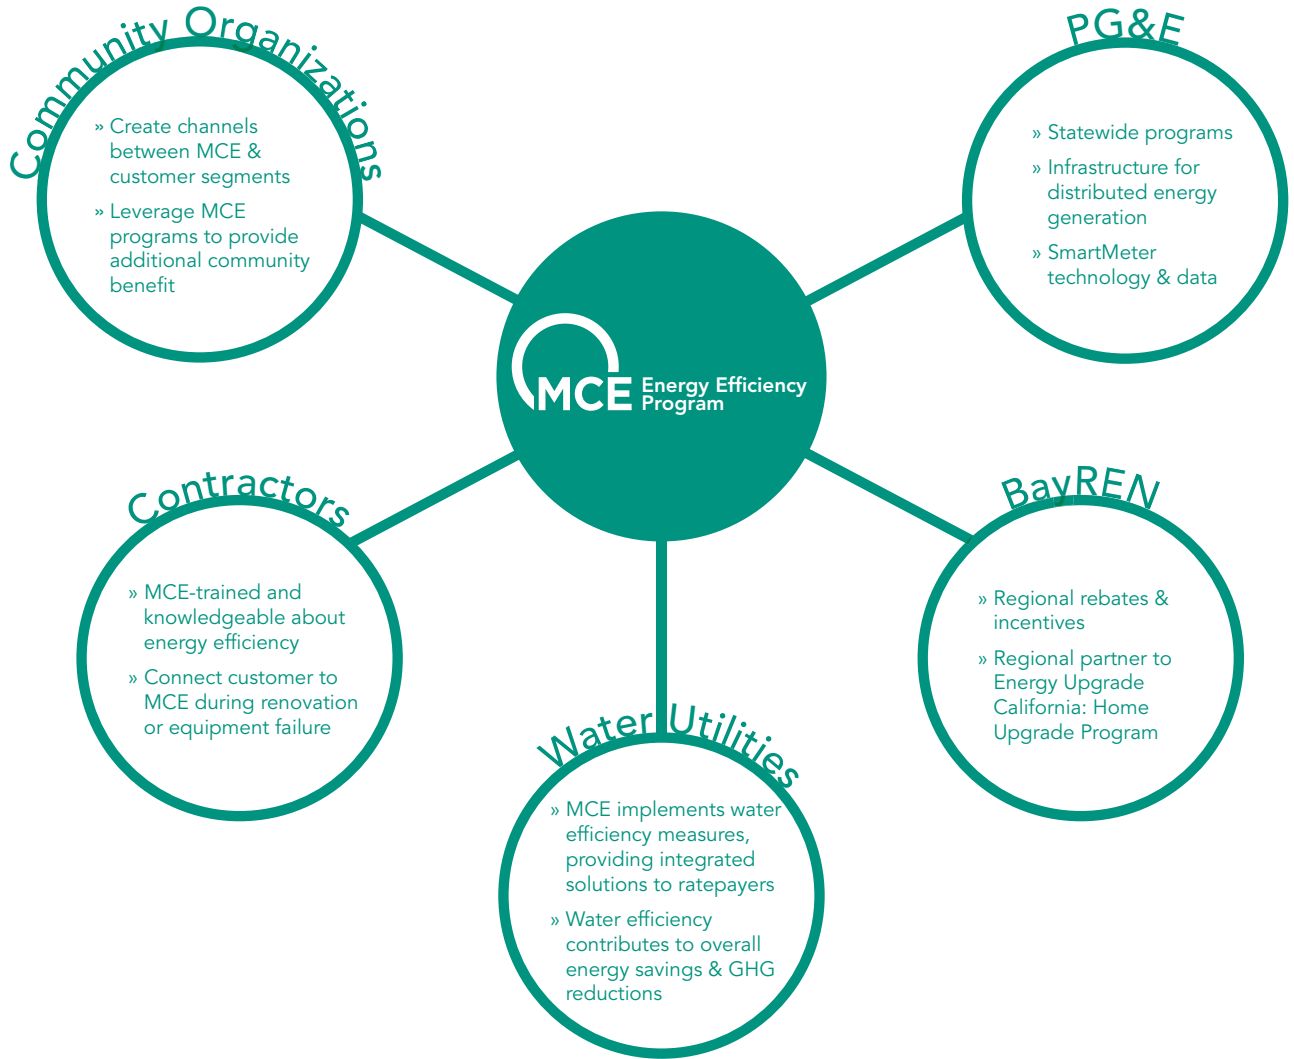 Community Organizations
» Create channels
between MCE &
customer segments
» Leverage MCE
programs to provide
additional community
benefit
PG&E
» Statewide programs
» Infrastructure for
distributed energy
generation
» SmartMeter
technology & data
MCE Energy Efficiency
Program
Contractors
» MCE-trained and
knowledgeable about
energy efficiency
» Connect customer to
MCE during renovation
or equipment failure
BayREN
» Regional rebates &
incentives
» Regional partner to
Energy Upgrade
California: Home
Upgrade Program
Water Utilities
» MCE implements water
efficiency measures,
providing integrated
solutions to ratepayers
» Water efficiency
contributes to overall
energy savings & GHG
reductions